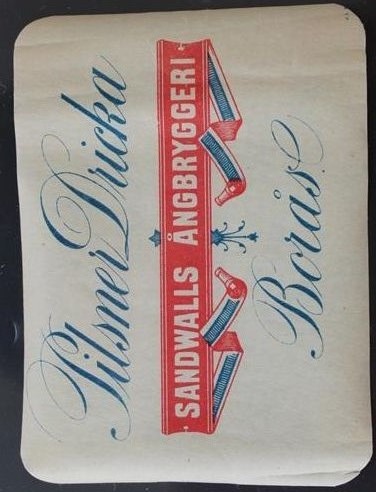 Pilsner Dricka
SANDWALLS ÅNGBRYGGERI
Borås